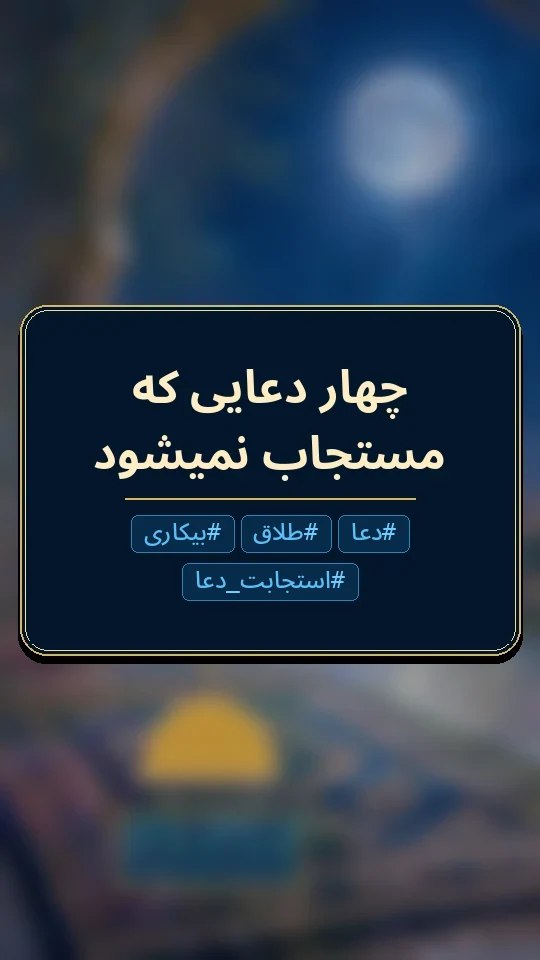 چهار دعایی که
مستجاب نمیشود
#دعا #طلاق #بیکاری
#استجابت_دعا